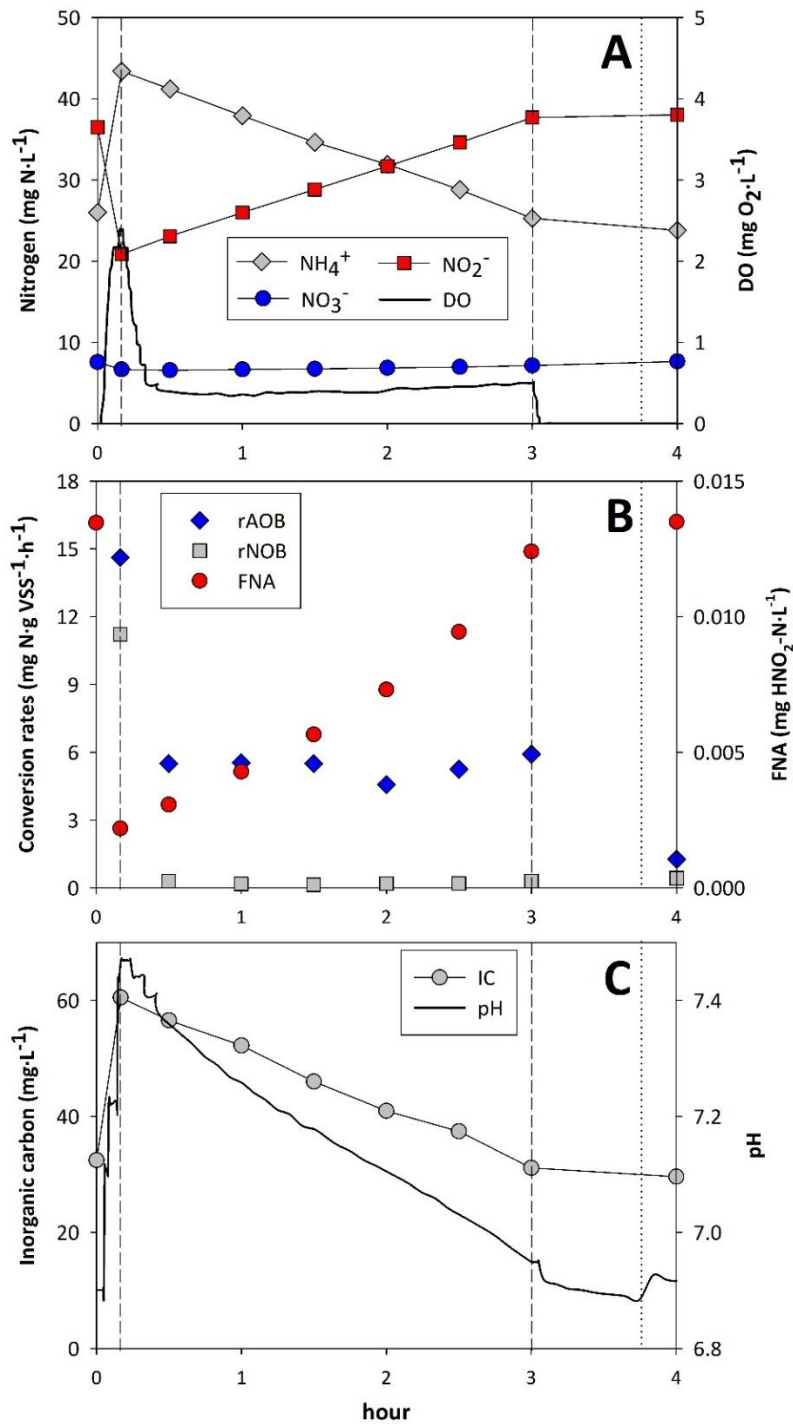 A
Nitrogen (mg N·L⁻¹)
50
40
30
20
10
0
DO (mg O₂·L⁻¹)
5
4
3
2
1
0
NH₄⁺ NO₂⁻
NO₃⁻ DO
0 1 2 3 4
B
Conversion rates (mg N·g VSS⁻¹·h⁻¹)
18
15
12
9
6
3
0
FNA (mg HNO₂-N·L⁻¹)
0.015
0.010
0.005
0.000
rAOB
rNOB
FNA
0 1 2 3 4
C
Inorganic carbon (mg·L⁻¹)
60
40
20
0
pH
7.4
7.2
7.0
6.8
IC
pH
0 1 2 3 4
hour